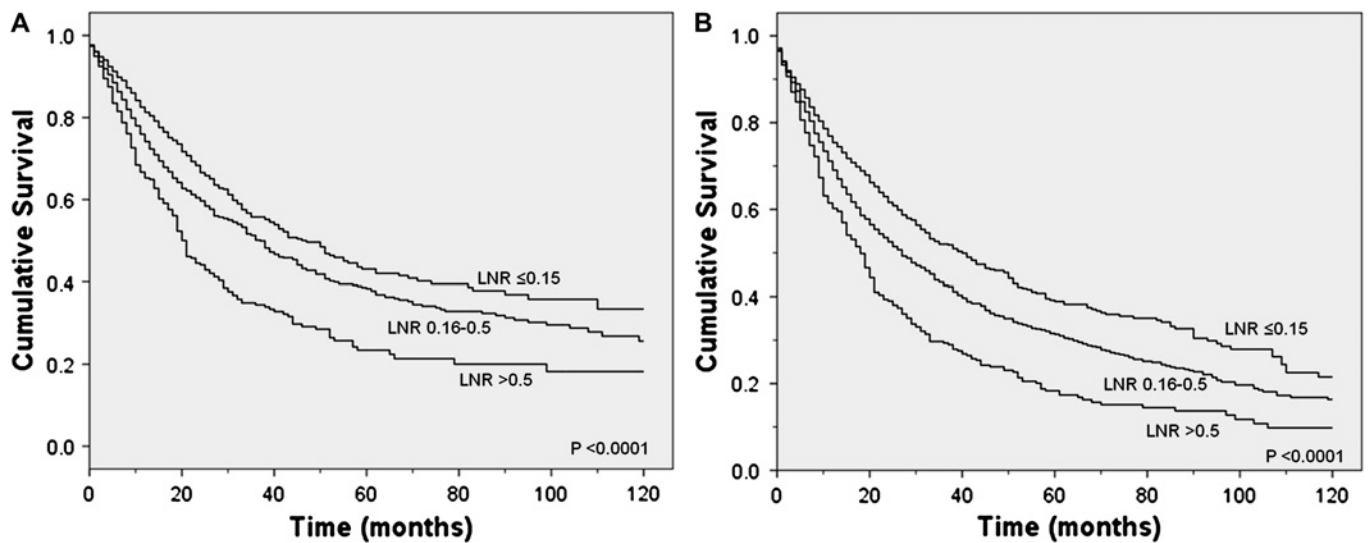 A
Cumulative Survival
1.0
0.8
0.6
0.4
0.2
0.0
LNR ≤0.15
LNR 0.16-0.5
LNR >0.5
P <0.0001
0 20 40 60 80 100 120
Time (months)
B
Cumulative Survival
1.0
0.8
0.6
0.4
0.2
0.0
LNR ≤0.15
LNR 0.16-0.5
LNR >0.5
P <0.0001
0 20 40 60 80 100 120
Time (months)